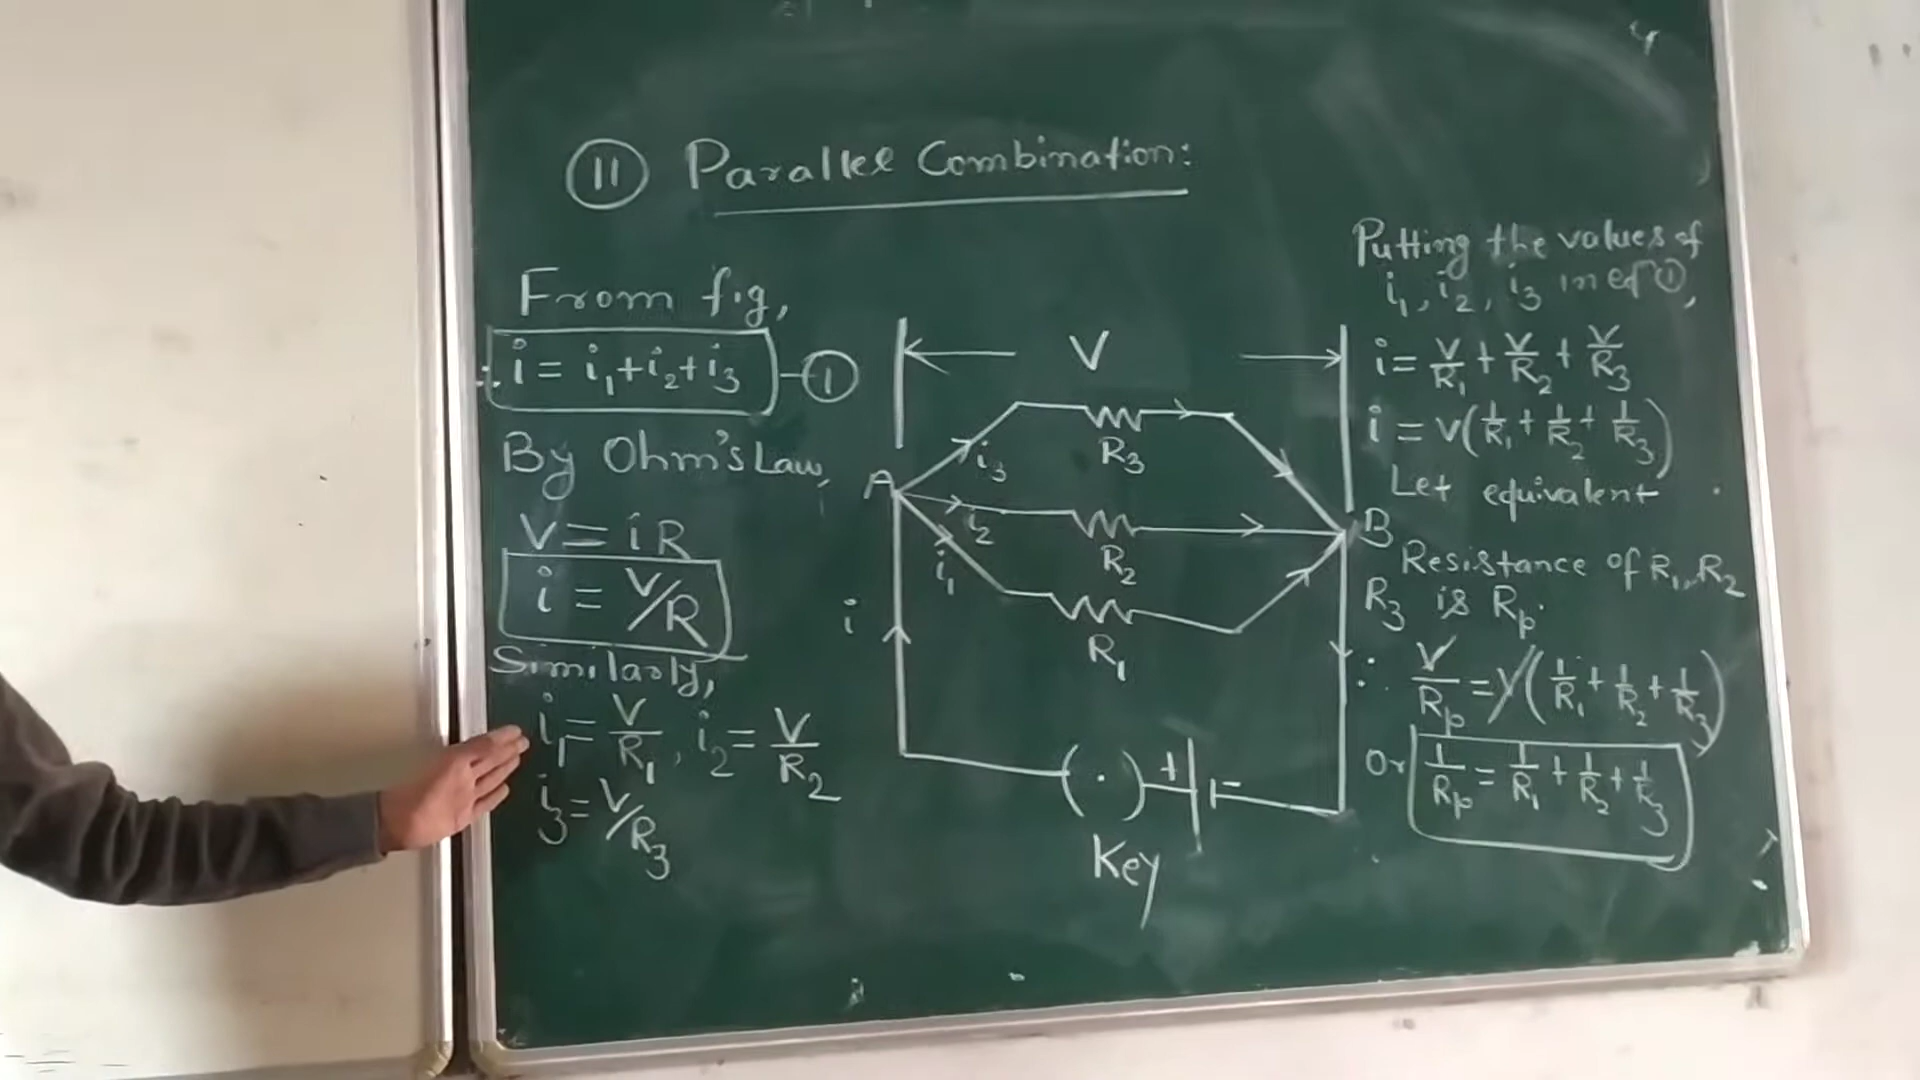 II Parallel Combination:
From fig,
∴ i = i₁+i₂+i₃ — ①
By Ohm's Law,
V = iR
i = V/R
Similarly,
i₁ = V/R₁, i₂ = V/R₂
i₃ = V/R₃
V
i₃ R₃
A
i₂ R₂
B
i₁ R₁
i
( · ) + -
Key
Putting the values of
i₁, i₂, i₃ in eq ①,
i = V/R₁ + V/R₂ + V/R₃
i = V(1/R₁ + 1/R₂ + 1/R₃)
Let equivalent
Resistance of R₁, R₂
R₃ is Rp.
∴ V/Rp = V(1/R₁ + 1/R₂ + 1/R₃)
Or 1/Rp = 1/R₁ + 1/R₂ + 1/R₃